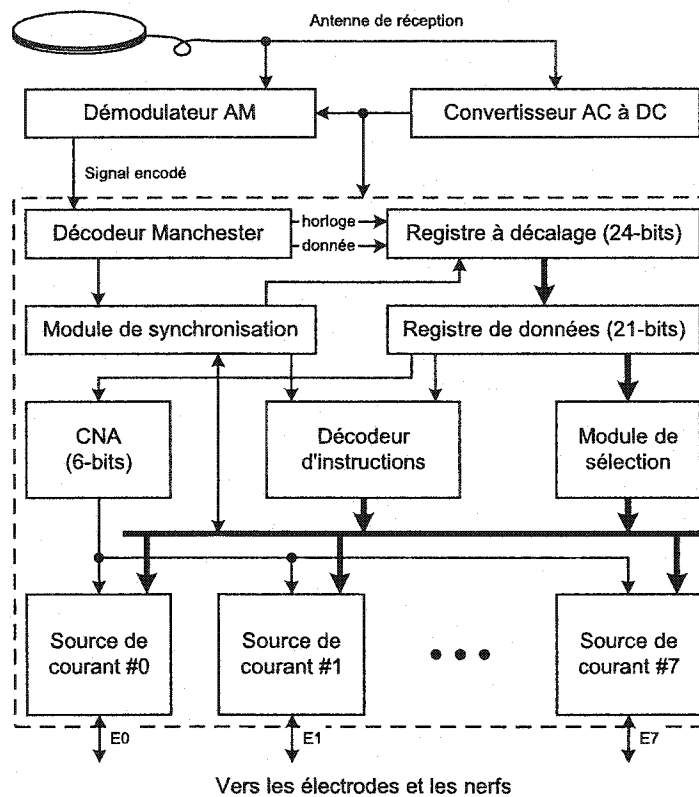 Antenne de réception
Démodulateur AM
Convertisseur AC à DC
Signal encodé
Décodeur Manchester
horloge
donnée
Registre à décalage (24-bits)
Module de synchronisation
Registre de données (21-bits)
CNA
(6-bits)
Décodeur
d'instructions
Module de
sélection
Source de
courant #0
Source de
courant #1
Source de
courant #7
E0
E1
E7
Vers les électrodes et les nerfs